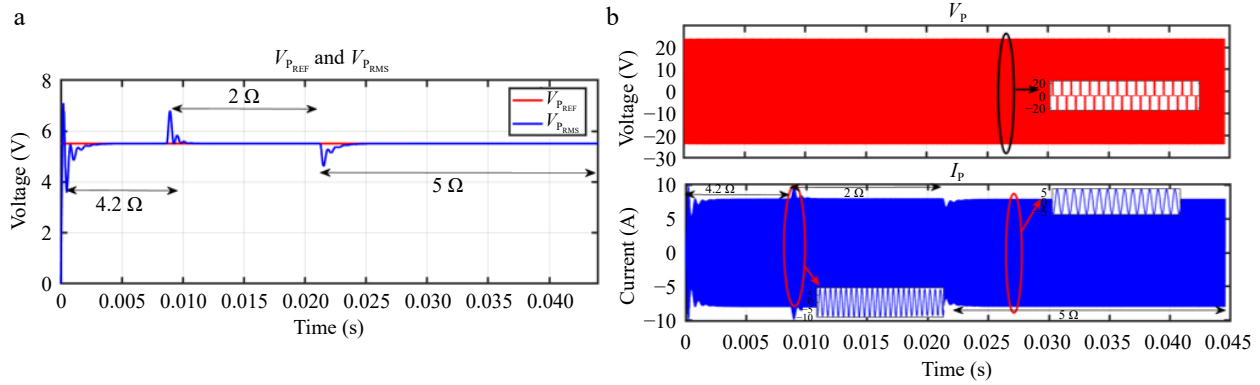 a
V_PREF and V_PRMS
8
6
4
2
0
Voltage (V)
2 Ω
4.2 Ω
5 Ω
V_PREF
V_PRMS
0 0.005 0.010 0.015 0.020 0.025 0.030 0.035 0.040
Time (s)
b
V_P
20
10
0
−10
−20
−30
Voltage (V)
20
0
−20
I_P
10
5
0
−5
−10
Current (A)
4.2 Ω
2 Ω
5 Ω
5
−5
−10
0 0.005 0.010 0.015 0.020 0.025 0.030 0.035 0.040 0.045
Time (s)